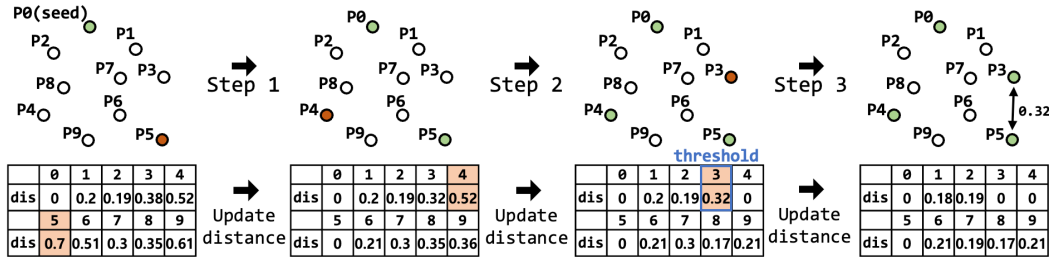 P0(seed)
P1
P2
P7
P3
P8
P6
P4
P9
P5
Step 1
P0
P1
P2
P7
P3
P8
P6
P4
P9
P5
Step 2
P0
P1
P2
P7
P3
P8
P6
P4
P9
P5
Step 3
P0
P1
P2
P7
P3
P8
P6
P4
P9
P5
0.32
0 1 2 3 4
dis 0 0.2 0.19 0.38 0.52
5 6 7 8 9
dis 0.7 0.51 0.3 0.35 0.61
Update
distance
0 1 2 3 4
dis 0 0.2 0.19 0.32 0.52
5 6 7 8 9
dis 0 0.21 0.3 0.35 0.36
Update
distance
threshold
0 1 2 3 4
dis 0 0.2 0.19 0.32 0
5 6 7 8 9
dis 0 0.21 0.3 0.17 0.21
Update
distance
0 1 2 3 4
dis 0 0.18 0.19 0 0
5 6 7 8 9
dis 0 0.21 0.19 0.17 0.21